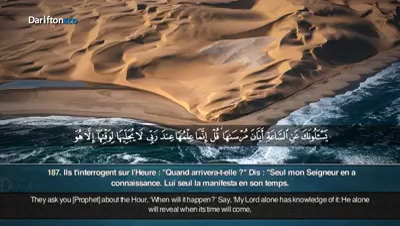 Darifton
يَسْـَٔلُونَكَ عَنِ ٱلسَّاعَةِ أَيَّانَ مُرْسَىٰهَا قُلْ إِنَّمَا عِلْمُهَا عِندَ رَبِّى لَا يُجَلِّيهَا لِوَقْتِهَآ إِلَّا هُوَ
187. Ils t'interrogent sur l'Heure : "Quand arrivera-t-elle ?" Dis : "Seul mon Seigneur en a
connaissance. Lui seul la manifesta en son temps.
They ask you [Prophet] about the Hour, 'When will it happen?' Say, 'My Lord alone has knowledge of it: He alone
will reveal when its time will come,